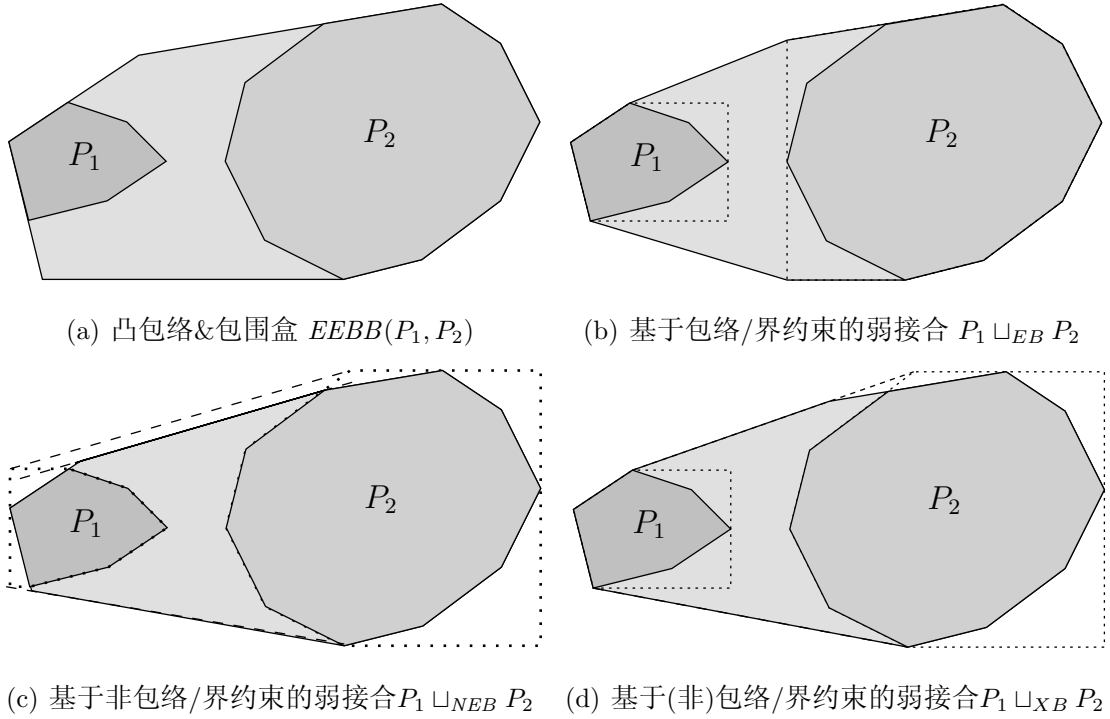 P₁
P₂
P₁
P₂
(a) 凸包络&包围盒 EEBB(P₁, P₂)
(b) 基于包络/界约束的弱接合 P₁ ⊔_EB P₂
P₁
P₂
P₁
P₂
(c) 基于非包络/界约束的弱接合P₁ ⊔_NEB P₂
(d) 基于(非)包络/界约束的弱接合P₁ ⊔_XB P₂